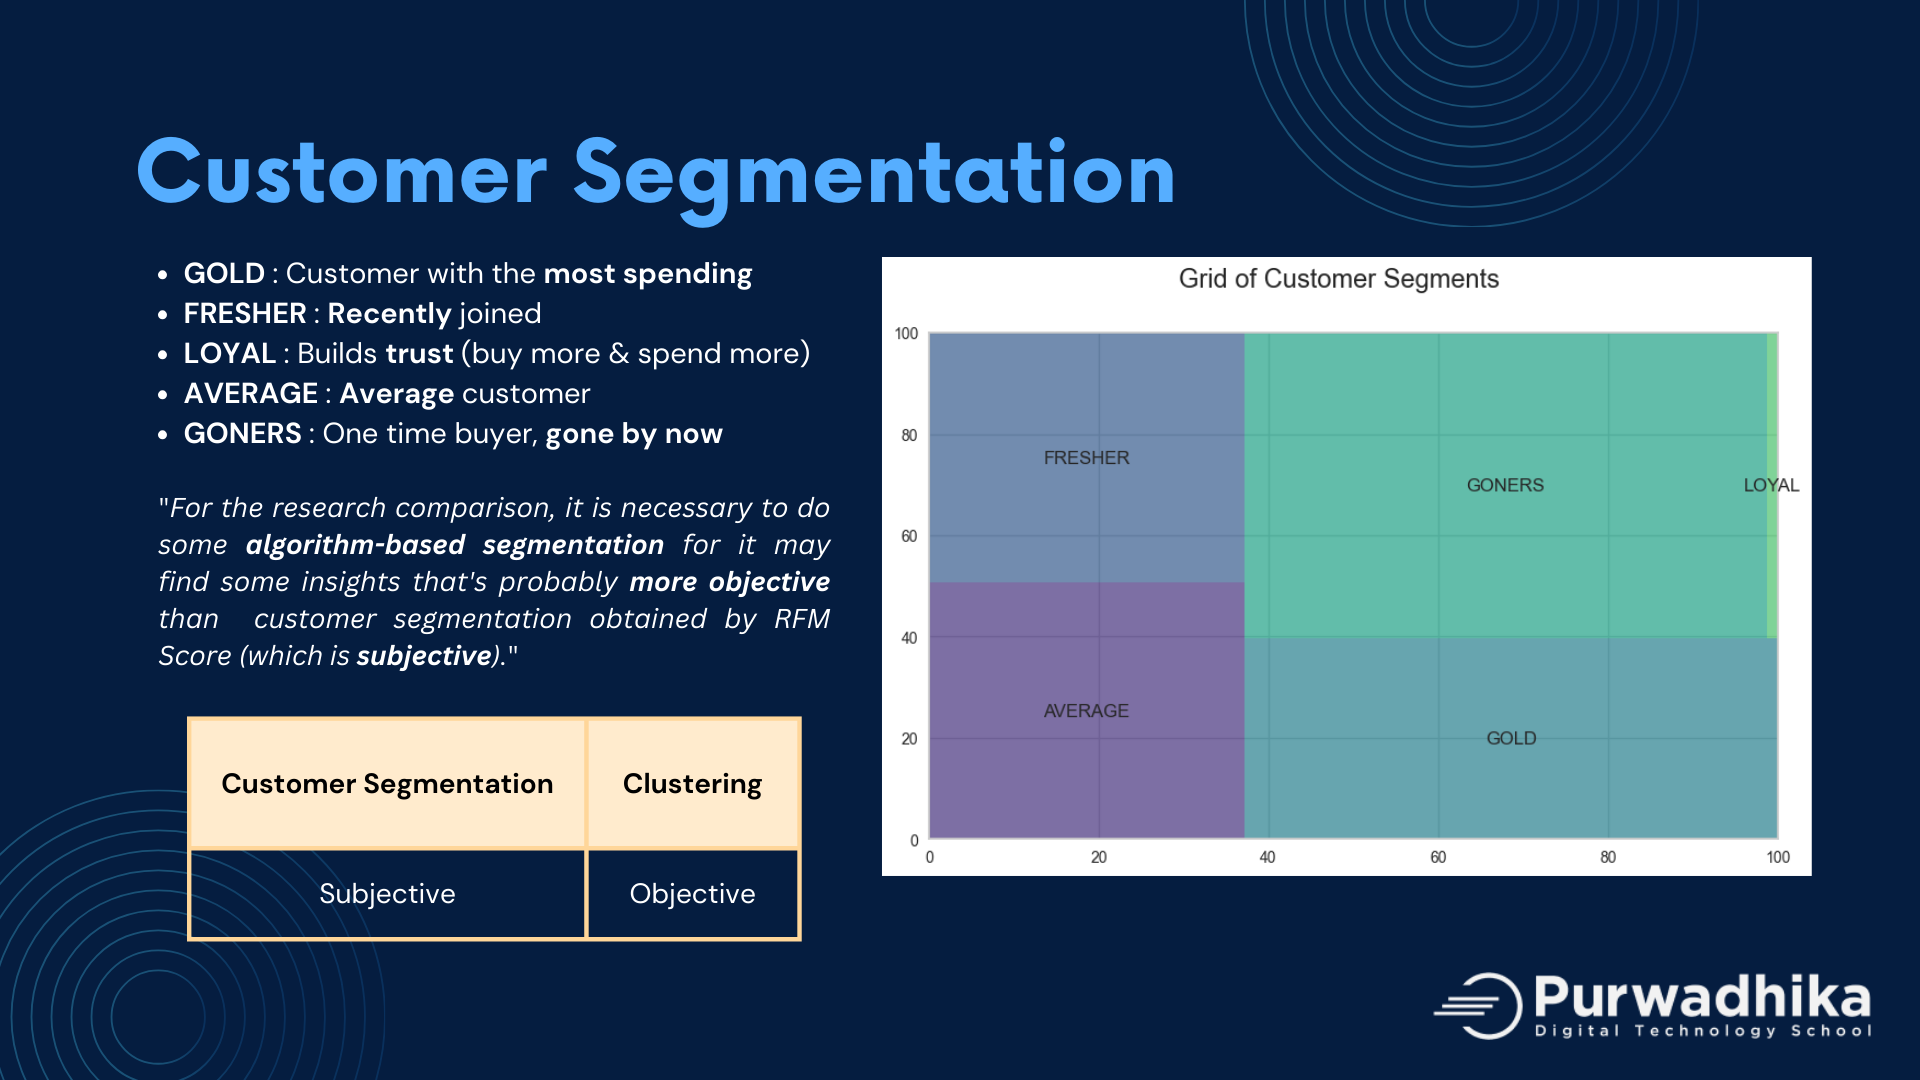 Customer Segmentation
• GOLD : Customer with the most spending
• FRESHER : Recently joined
• LOYAL : Builds trust (buy more & spend more)
• AVERAGE : Average customer
• GONERS : One time buyer, gone by now
"For the research comparison, it is necessary to do
some algorithm-based segmentation for it may
find some insights that's probably more objective
than customer segmentation obtained by RFM
Score (which is subjective)."
Customer Segmentation Clustering
Subjective Objective
Grid of Customer Segments
100
80
60
40
20
0
FRESHER
GONERS
LOYAL
AVERAGE
GOLD
0 20 40 60 80 100
Purwadhika
Digital Technology School